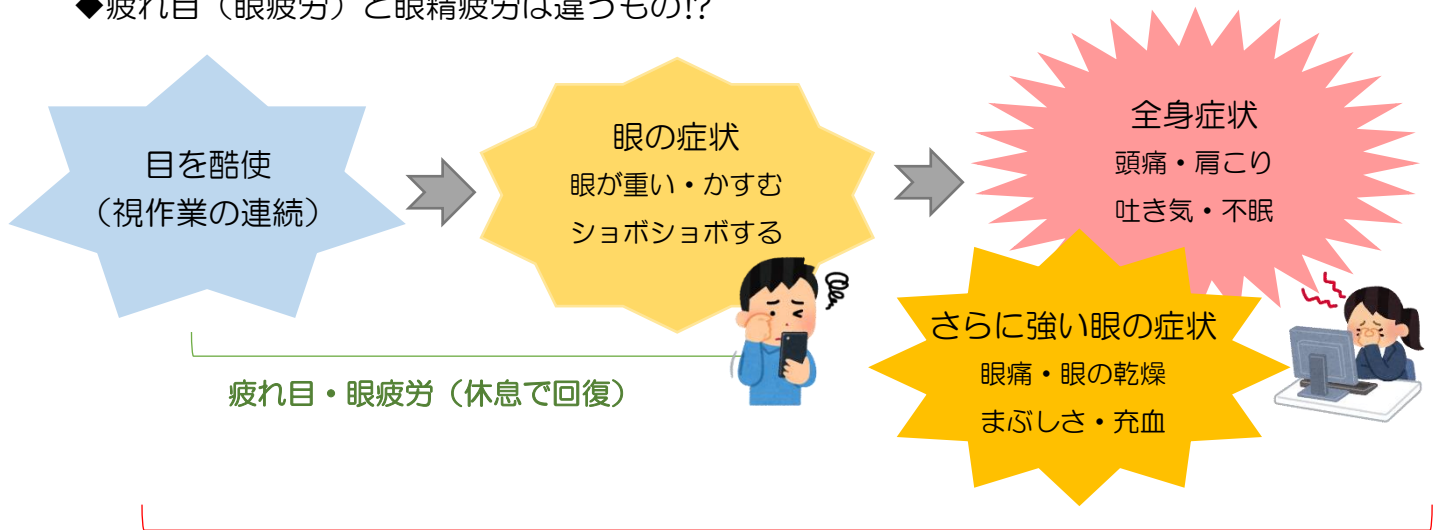 ◆疲れ目（眼疲労）と眼精疲労は違うもの!?
目を酷使
（視作業の連続）
眼の症状
眼が重い・かすむ
ショボショボする
全身症状
頭痛・肩こり
吐き気・不眠
さらに強い眼の症状
眼痛・眼の乾燥
まぶしさ・充血
疲れ目・眼疲労（休息で回復）